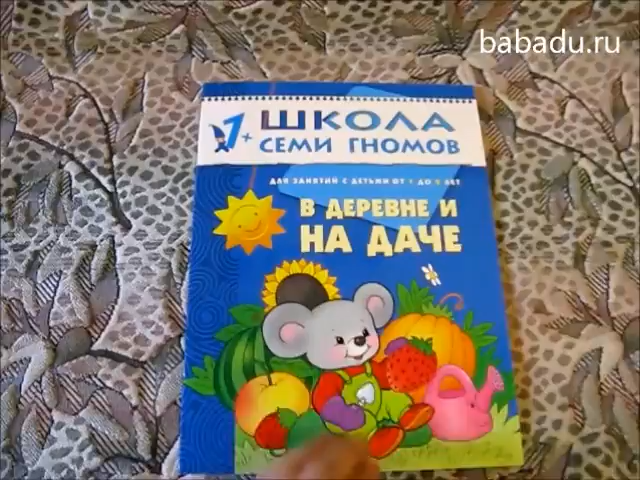 babadu.ru
1+
ШКОЛА
СЕМИ ГНОМОВ
ДЛЯ ЗАНЯТИЙ С ДЕТЬМИ ОТ 1 ДО 2 ЛЕТ
В ДЕРЕВНЕ И
НА ДАЧЕ